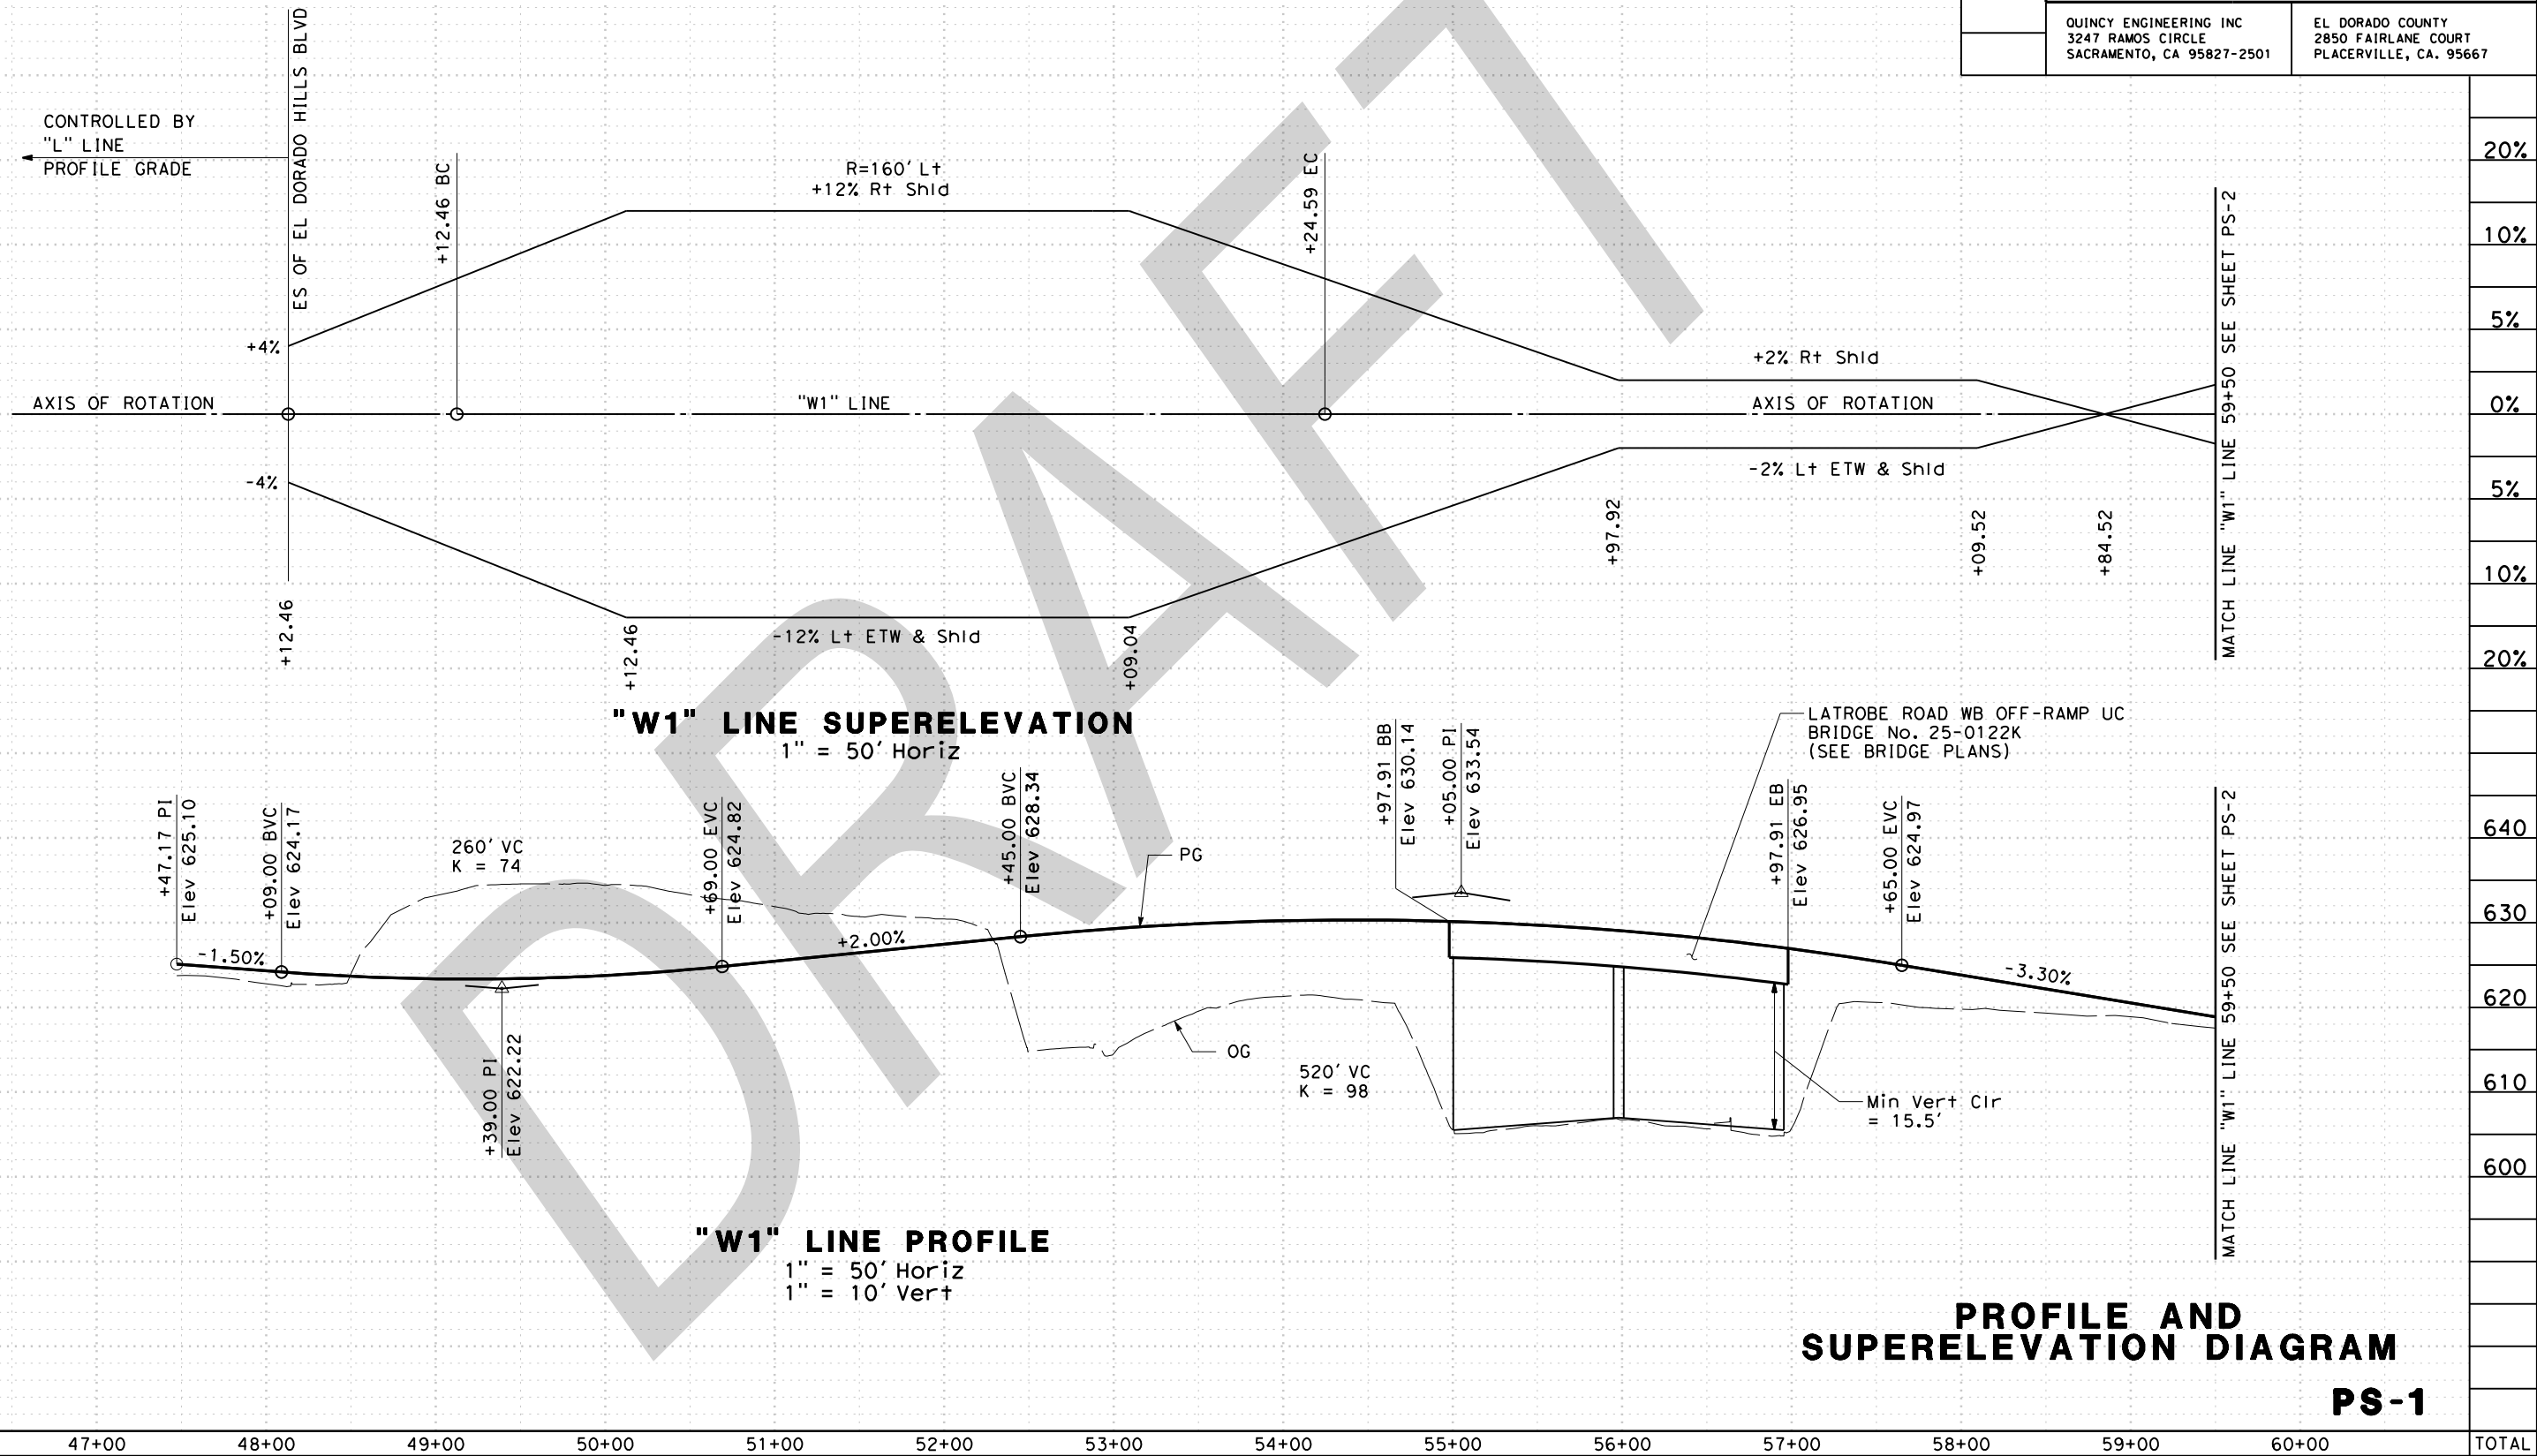 QUINCY ENGINEERING INC
3247 RAMOS CIRCLE
SACRAMENTO, CA 95827-2501
EL DORADO COUNTY
2850 FAIRLANE COURT
PLACERVILLE, CA. 95667
CONTROLLED BY
"L" LINE
PROFILE GRADE
ES OF EL DORADO HILLS BLVD
+12.46 BC
R=160' Lt
+12% Rt Shld
+24.59 EC
+4%
-4%
AXIS OF ROTATION
"W1" LINE
AXIS OF ROTATION
+2% Rt Shld
-2% Lt ETW & Shld
-12% Lt ETW & Shld
+12.46
+12.46
+09.04
+97.92
+09.52
+84.52
MATCH LINE "W1" LINE 59+50 SEE SHEET PS-2
20%
10%
5%
0%
5%
10%
20%
"W1" LINE SUPERELEVATION
1" = 50' Horiz
DRAFT
+47.17 PI
Elev 625.10
+09.00 BVC
Elev 624.17
260' VC
K = 74
+39.00 PI
Elev 622.22
+69.00 EVC
Elev 624.82
+45.00 BVC
Elev 628.34
PG
OG
+97.91 BB
Elev 630.14
+05.00 PI
Elev 633.54
520' VC
K = 98
LATROBE ROAD WB OFF-RAMP UC
BRIDGE No. 25-0122K
(SEE BRIDGE PLANS)
+97.91 EB
Elev 626.95
+65.00 EVC
Elev 624.97
-1.50%
+2.00%
-3.30%
Min Vert Clr
= 15.5'
MATCH LINE "W1" LINE 59+50 SEE SHEET PS-2
640
630
620
610
600
"W1" LINE PROFILE
1" = 50' Horiz
1" = 10' Vert
PROFILE AND
SUPERELEVATION DIAGRAM
PS-1
47+00 48+00 49+00 50+00 51+00 52+00 53+00 54+00 55+00 56+00 57+00 58+00 59+00 60+00 TOTAL